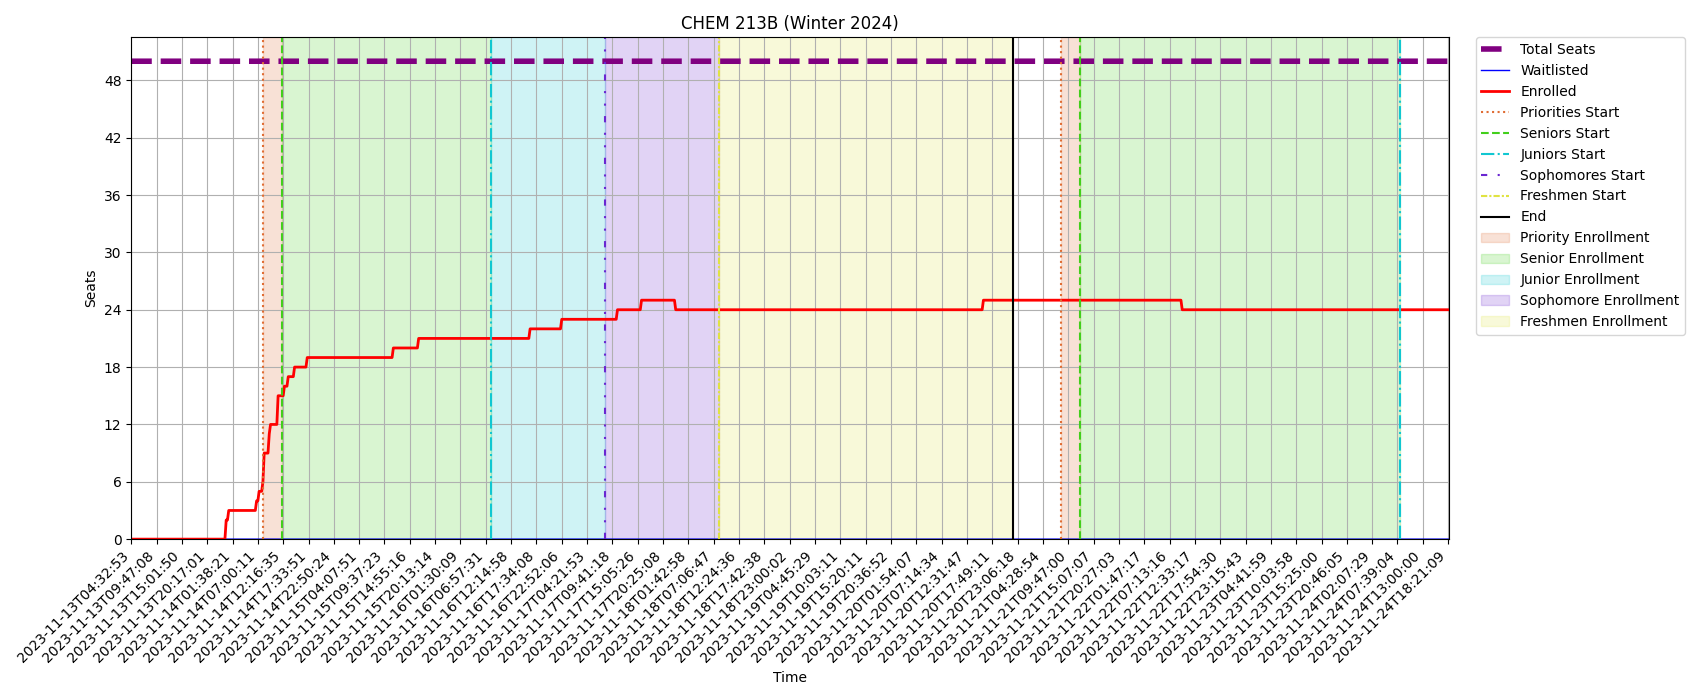 CHEM 213B (Winter 2024)
Seats
48
42
36
30
24
18
12
6
0
2023-11-13T04:32:53
2023-11-13T09:47:08
2023-11-13T15:01:50
2023-11-13T20:17:01
2023-11-14T01:38:21
2023-11-14T07:00:11
2023-11-14T12:16:35
2023-11-14T17:33:51
2023-11-14T22:50:24
2023-11-15T04:07:51
2023-11-15T09:37:23
2023-11-15T14:55:16
2023-11-15T20:13:14
2023-11-16T01:30:09
2023-11-16T06:57:31
2023-11-16T12:14:58
2023-11-16T17:34:08
2023-11-16T22:52:06
2023-11-17T04:21:53
2023-11-17T09:41:18
2023-11-17T15:05:26
2023-11-17T20:25:08
2023-11-18T01:42:58
2023-11-18T07:06:47
2023-11-18T12:24:36
2023-11-18T17:42:38
2023-11-18T23:00:02
2023-11-19T04:45:29
2023-11-19T10:03:11
2023-11-19T15:20:11
2023-11-19T20:36:52
2023-11-20T01:54:07
2023-11-20T07:14:34
2023-11-20T12:31:47
2023-11-20T17:49:11
2023-11-20T23:06:18
2023-11-21T04:28:54
2023-11-21T09:47:00
2023-11-21T15:07:07
2023-11-21T20:27:03
2023-11-22T01:47:17
2023-11-22T07:13:16
2023-11-22T12:33:17
2023-11-22T17:54:30
2023-11-22T23:15:43
2023-11-23T04:41:59
2023-11-23T10:03:58
2023-11-23T15:25:00
2023-11-23T20:46:05
2023-11-24T02:07:29
2023-11-24T07:39:04
2023-11-24T13:00:00
2023-11-24T18:21:09
Time
Total Seats
Waitlisted
Enrolled
Priorities Start
Seniors Start
Juniors Start
Sophomores Start
Freshmen Start
End
Priority Enrollment
Senior Enrollment
Junior Enrollment
Sophomore Enrollment
Freshmen Enrollment